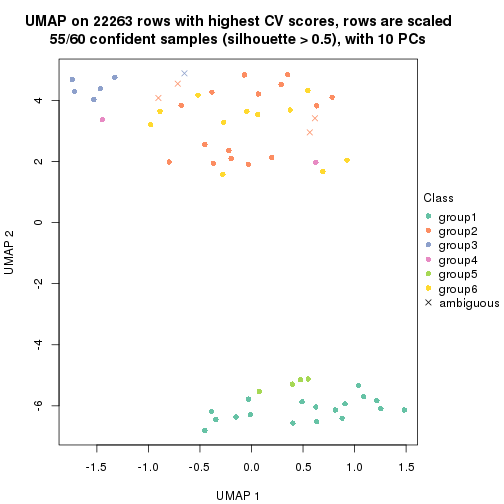 UMAP on 22263 rows with highest CV scores, rows are scaled
55/60 confident samples (silhouette > 0.5), with 10 PCs
4
2
0
-2
-4
-6
UMAP 2
-1.5
-1.0
-0.5
0.0
0.5
1.0
1.5
UMAP 1
Class
group1
group2
group3
group4
group5
group6
ambiguous